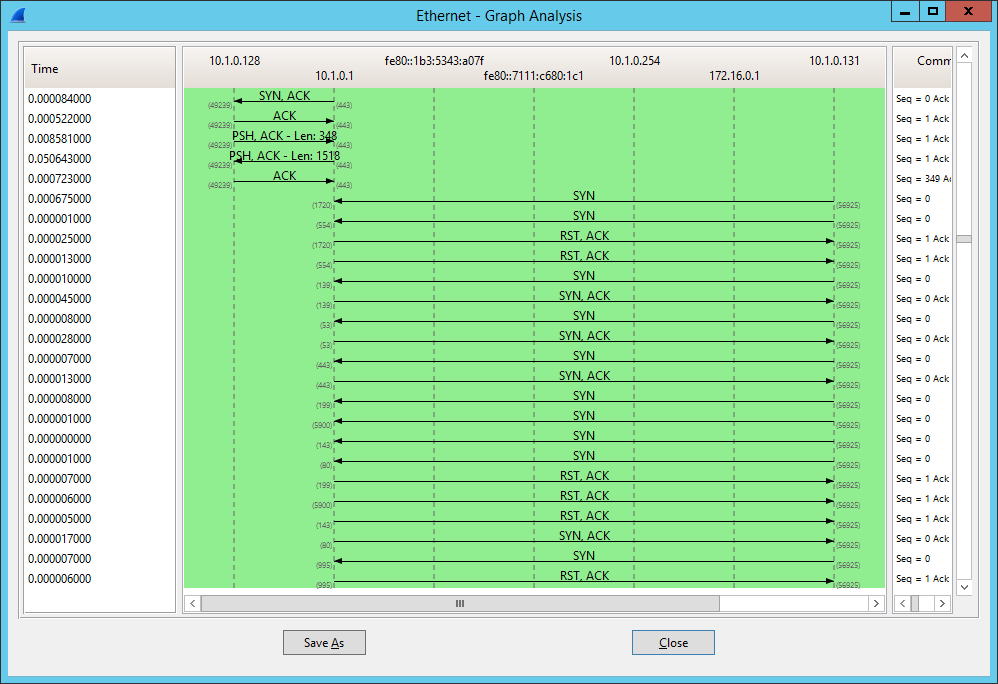 Ethernet - Graph Analysis
Time 10.1.0.128 fe80::1b3:5343:a07f 10.1.0.254 10.1.0.131 Comm
10.1.0.1 fe80::7111:c680:1c1 172.16.0.1
0.000084000 (49239) SYN, ACK (443) Seq = 0 Ack
0.000522000 (49239) ACK (443) Seq = 1 Ack
0.008581000 (49239) PSH, ACK - Len: 348 (443) Seq = 1 Ack
0.050643000 (49239) PSH, ACK - Len: 1518 (443) Seq = 1 Ack
0.000723000 (49239) ACK (443) Seq = 349 A
0.000675000 (1720) SYN (56925) Seq = 0
0.000001000 (554) SYN (56925) Seq = 0
0.000025000 (1720) RST, ACK (56925) Seq = 1 Ack
0.000013000 (554) RST, ACK (56925) Seq = 1 Ack
0.000010000 (139) SYN (56925) Seq = 0
0.000045000 (139) SYN, ACK (56925) Seq = 0 Ack
0.000008000 (53) SYN (56925) Seq = 0
0.000028000 (53) SYN, ACK (56925) Seq = 0 Ack
0.000007000 (443) SYN (56925) Seq = 0
0.000013000 (443) SYN, ACK (56925) Seq = 0 Ack
0.000008000 (199) SYN (56925) Seq = 0
0.000001000 (5900) SYN (56925) Seq = 0
0.000000000 (143) SYN (56925) Seq = 0
0.000001000 (80) SYN (56925) Seq = 0
0.000007000 (199) RST, ACK (56925) Seq = 1 Ack
0.000006000 (5900) RST, ACK (56925) Seq = 1 Ack
0.000005000 (143) RST, ACK (56925) Seq = 1 Ack
0.000017000 (80) SYN, ACK (56925) Seq = 0 Ack
0.000007000 (995) SYN (56925) Seq = 0
0.000006000 (995) RST, ACK (56925) Seq = 1 Ack
Save As Close